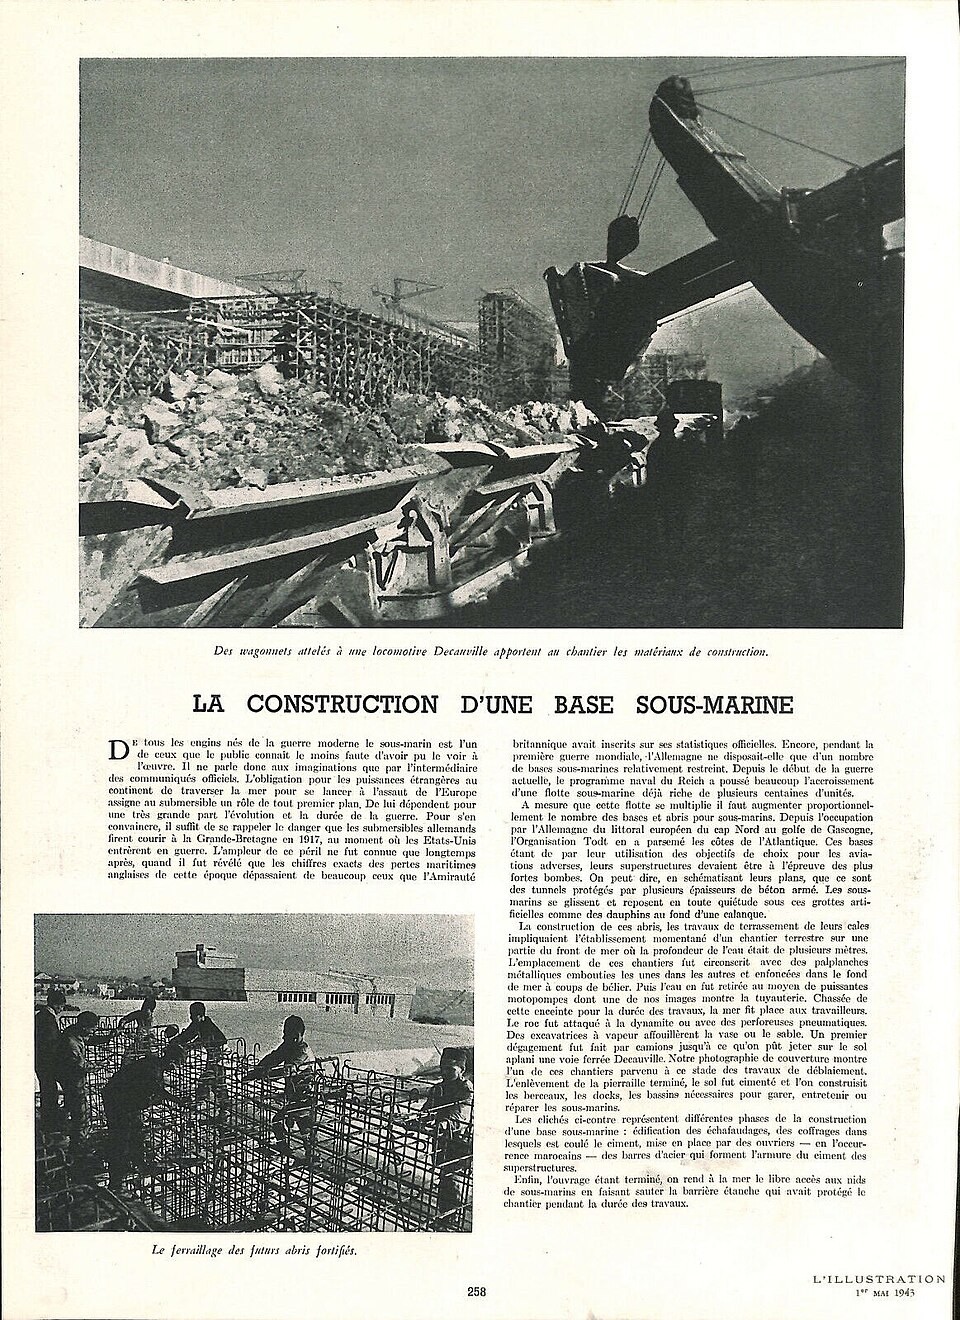 Des wagonnets attelés à une locomotive Decauville apportent au chantier les matériaux de construction.
LA CONSTRUCTION D'UNE BASE SOUS-MARINE
DE tous les engins nés de la guerre moderne le sous-marin est l'un
de ceux que le public connaît le moins faute d'avoir pu le voir à
l'œuvre. Il ne parle donc aux imaginations que par l'intermédiaire
des communiqués officiels. L'obligation pour les puissances étrangères au
continent de traverser la mer pour se lancer à l'assaut de l'Europe
assigne au submersible un rôle de tout premier plan. De lui dépendent pour
une très grande part l'évolution et la durée de la guerre. Pour s'en
convaincre, il suffit de se rappeler le danger que les submersibles allemands
firent courir à la Grande-Bretagne en 1917, au moment où les Etats-Unis
entrèrent en guerre. L'ampleur de ce péril ne fut connue que longtemps
après, quand il fut révélé que les chiffres exacts des pertes maritimes
anglaises de cette époque dépassaient de beaucoup ceux que l'Amirauté
britannique avait inscrits sur ses statistiques officielles. Encore, pendant la
première guerre mondiale, l'Allemagne ne disposait-elle que d'un nombre
de bases sous-marines relativement restreint. Depuis le début de la guerre
actuelle, le programme naval du Reich a poussé beaucoup l'accroissement
d'une flotte sous-marine déjà riche de plusieurs centaines d'unités.
A mesure que cette flotte se multiplie il faut augmenter proportionnel-
lement le nombre des bases et abris pour sous-marins. Depuis l'occupation
par l'Allemagne du littoral européen du cap Nord au golfe de Gascogne,
l'Organisation Todt en a parsemé les côtes de l'Atlantique. Ces bases
étant de par leur utilisation des objectifs de choix pour les avia-
tions adverses, leurs superstructures devaient être à l'épreuve des plus
fortes bombes. On peut dire, en schématisant leurs plans, que ce sont
des tunnels protégés par plusieurs épaisseurs de béton armé. Les sous-
marins se glissent et reposent en toute quiétude sous ces grottes arti-
ficielles comme des dauphins au fond d'une calanque.
La construction de ces abris, les travaux de terrassement de leurs cales
impliquaient l'établissement momentané d'un chantier terrestre sur une
partie du front de mer où la profondeur de l'eau était de plusieurs mètres.
L'emplacement de ces chantiers fut circonscrit avec des palplanches
métalliques embouties les unes dans les autres et enfoncées dans le fond
de mer à coups de bélier. Puis l'eau en fut retirée au moyen de puissantes
motopompes dont une de nos images montre la tuyauterie. Chassée de
cette enceinte pour la durée des travaux, la mer fit place aux travailleurs.
Le roc fut attaqué à la dynamite ou avec des perforeuses pneumatiques.
Des excavatrices à vapeur affouillèrent la vase ou le sable. Un premier
dégagement fut fait par camions jusqu'à ce qu'on pût jeter sur le sol
aplani une voie ferrée Decauville. Notre photographie de couverture montre
l'un de ces chantiers parvenu à ce stade des travaux de déblaiement.
L'enlèvement de la pierraille terminé, le sol fut cimenté et l'on construisit
les berceaux, les docks, les bassins nécessaires pour garer, entretenir ou
réparer les sous-marins.
Les clichés ci-contre représentent différentes phases de la construction
d'une base sous-marine : édification des échafaudages, des coffrages dans
lesquels est coulé le ciment, mise en place par des ouvriers — en l'occur-
rence marocains — des barres d'acier qui forment l'armure du ciment des
superstructures.
Enfin, l'ouvrage étant terminé, on rend à la mer le libre accès aux nids
de sous-marins en faisant sauter la barrière étanche qui avait protégé le
chantier pendant la durée des travaux.
Le ferraillage des futurs abris fortifiés.
258
L'ILLUSTRATION
1er MAI 1943